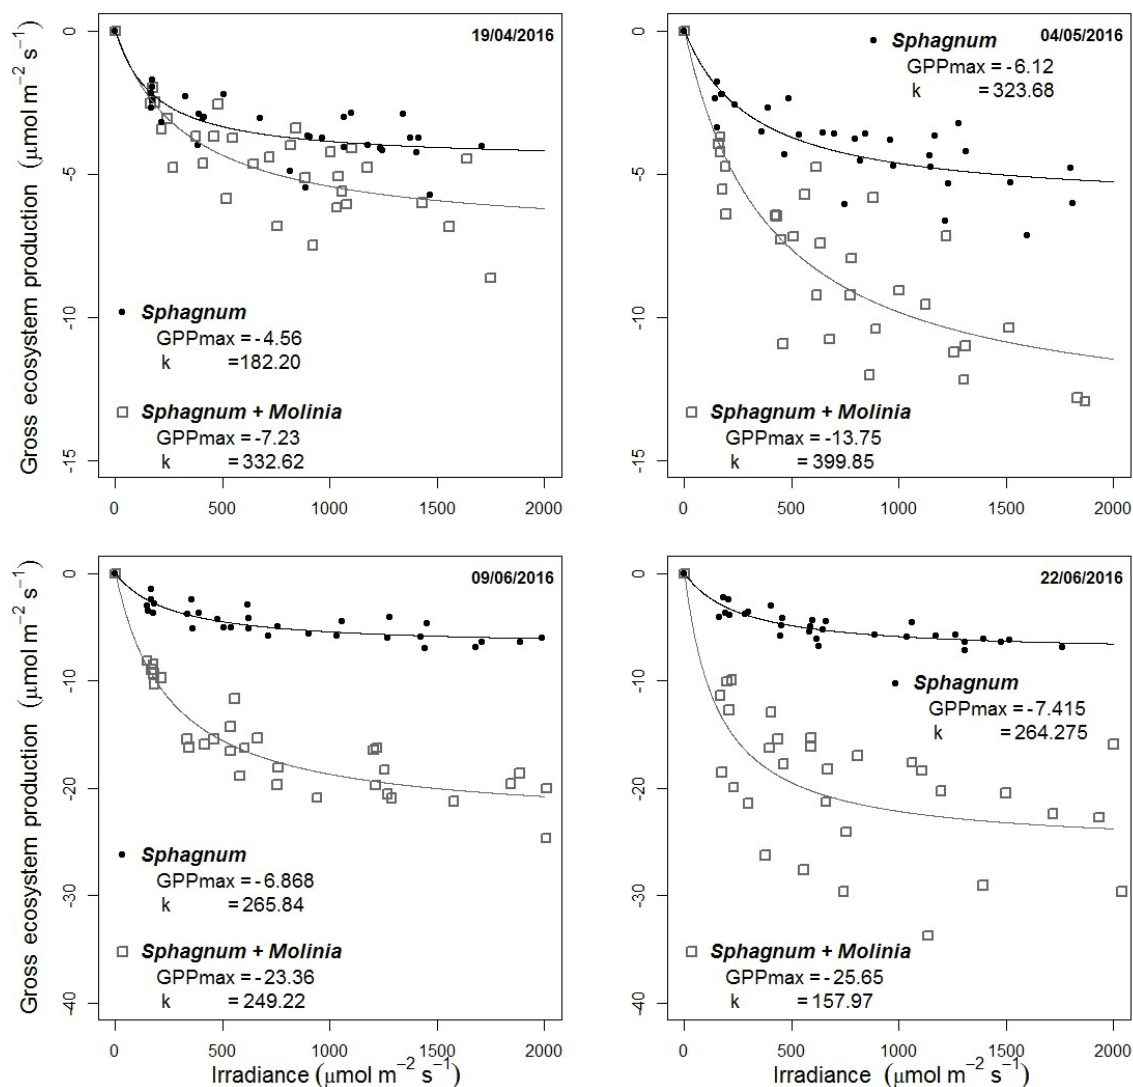 Gross ecosystem production (μmol m⁻² s⁻¹)
0
-5
-10
-15
19/04/2016
Sphagnum
GPPmax = -4.56
k =182.20
Sphagnum + Molinia
GPPmax = -7.23
k =332.62
0 500 1000 1500 2000
0
-5
-10
-15
04/05/2016
Sphagnum
GPPmax = -6.12
k = 323.68
Sphagnum + Molinia
GPPmax = -13.75
k = 399.85
0 500 1000 1500 2000
Gross ecosystem production (μmol m⁻² s⁻¹)
0
-10
-20
-30
-40
09/06/2016
Sphagnum
GPPmax = -6.868
k = 265.84
Sphagnum + Molinia
GPPmax = -23.36
k = 249.22
0 500 1000 1500 2000
Irradiance (μmol m⁻² s⁻¹)
0
-10
-20
-30
-40
22/06/2016
Sphagnum
GPPmax = -7.415
k = 264.275
Sphagnum + Molinia
GPPmax = -25.65
k = 157.97
0 500 1000 1500 2000
Irradiance (μmol m⁻² s⁻¹)